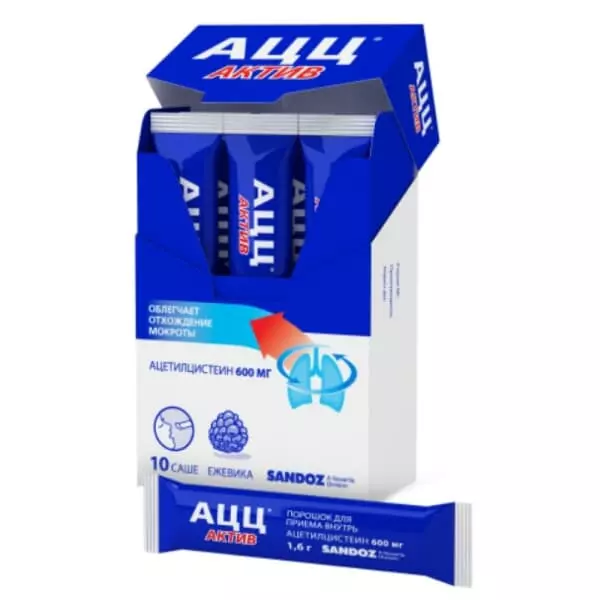 АЦЦ®
АКТИВ
АЦЦ
АКТИВ
ОБЛЕГЧАЕТ
ОТХОЖДЕНИЕ
МОКРОТЫ
АЦЕТИЛЦИСТЕИН 600 МГ
10 САШЕ
ЕЖЕВИКА
SANDOZ
АЦЦ®
АКТИВ
ПОРОШОК ДЛЯ
ПРИЕМА ВНУТРЬ
АЦЕТИЛЦИСТЕИН 600 мг
1,6 г
SANDOZ